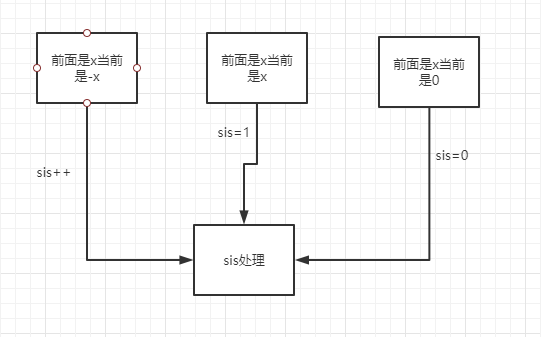 前面是x当前
是-x
前面是x当前
是x
前面是x当前
是0
sis++
sis=1
sis=0
sis处理